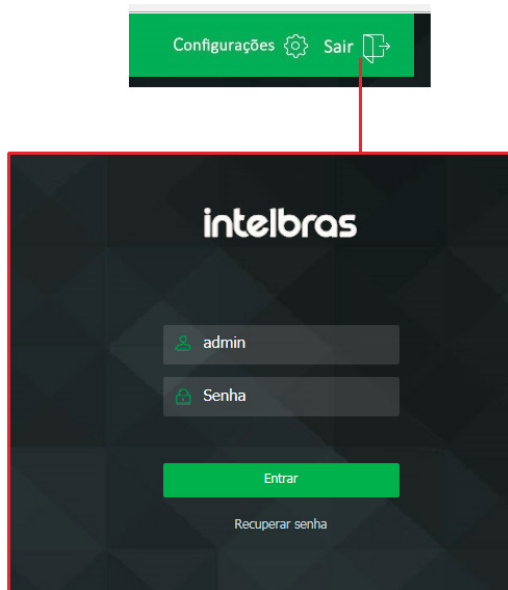 Configurações Sair
intelbras
admin
Senha
Entrar
Recuperar senha